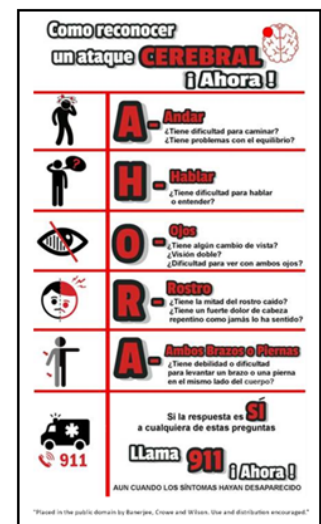 Como reconocer
un ataque CEREBRAL
¡Ahora!
A- Andar
¿Tiene dificultad para caminar?
¿Tiene problemas con el equilibrio?
H- Hablar
¿Tiene dificultad para hablar
o entender?
O- Ojos
¿Tiene algún cambio de vista?
¿Visión doble?
¿Dificultad para ver con ambos ojos?
R- Rostro
¿Tiene la mitad del rostro caído?
¿Tiene un fuerte dolor de cabeza
repentino como jamás lo ha sentido?
A- Ambos Brazos o Piernas
¿Tiene debilidad o dificultad
para levantar un brazo o una pierna
en el mismo lado del cuerpo?
911
Si la respuesta es SÍ
a cualquiera de estas preguntas
LLama 911 ¡Ahora!
AUN CUANDO LOS SÍNTOMAS HAYAN DESAPARECIDO
"Placed in the public domain by Banerjee, Crowe and Wilson. Use and distribution encouraged."